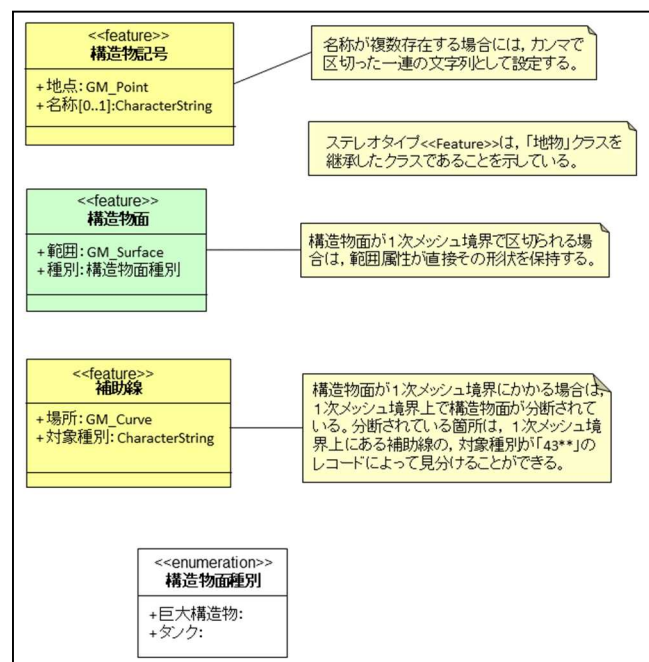 <<feature>>
構造物記号
+地点: GM_Point
+名称[0..1]:CharacterString
名称が複数存在する場合には，カンマで
区切った一連の文字列として設定する。
ステレオタイプ<<Feature>>は，「地物」クラスを
継承したクラスであることを示している。
<<feature>>
構造物面
+範囲: GM_Surface
+種別: 構造物面種別
構造物面が１次メッシュ境界で区切られる場
合は，範囲属性が直接その形状を保持する。
<<feature>>
補助線
+場所: GM_Curve
+対象種別: CharacterString
構造物面が１次メッシュ境界にかかる場合は，
１次メッシュ境界上で構造物面が分断されて
いる。分断されている箇所は，１次メッシュ境
界上にある補助線の，対象種別が「43**」の
レコードによって見分けることができる。
<<enumeration>>
構造物面種別
+巨大構造物:
+タンク: